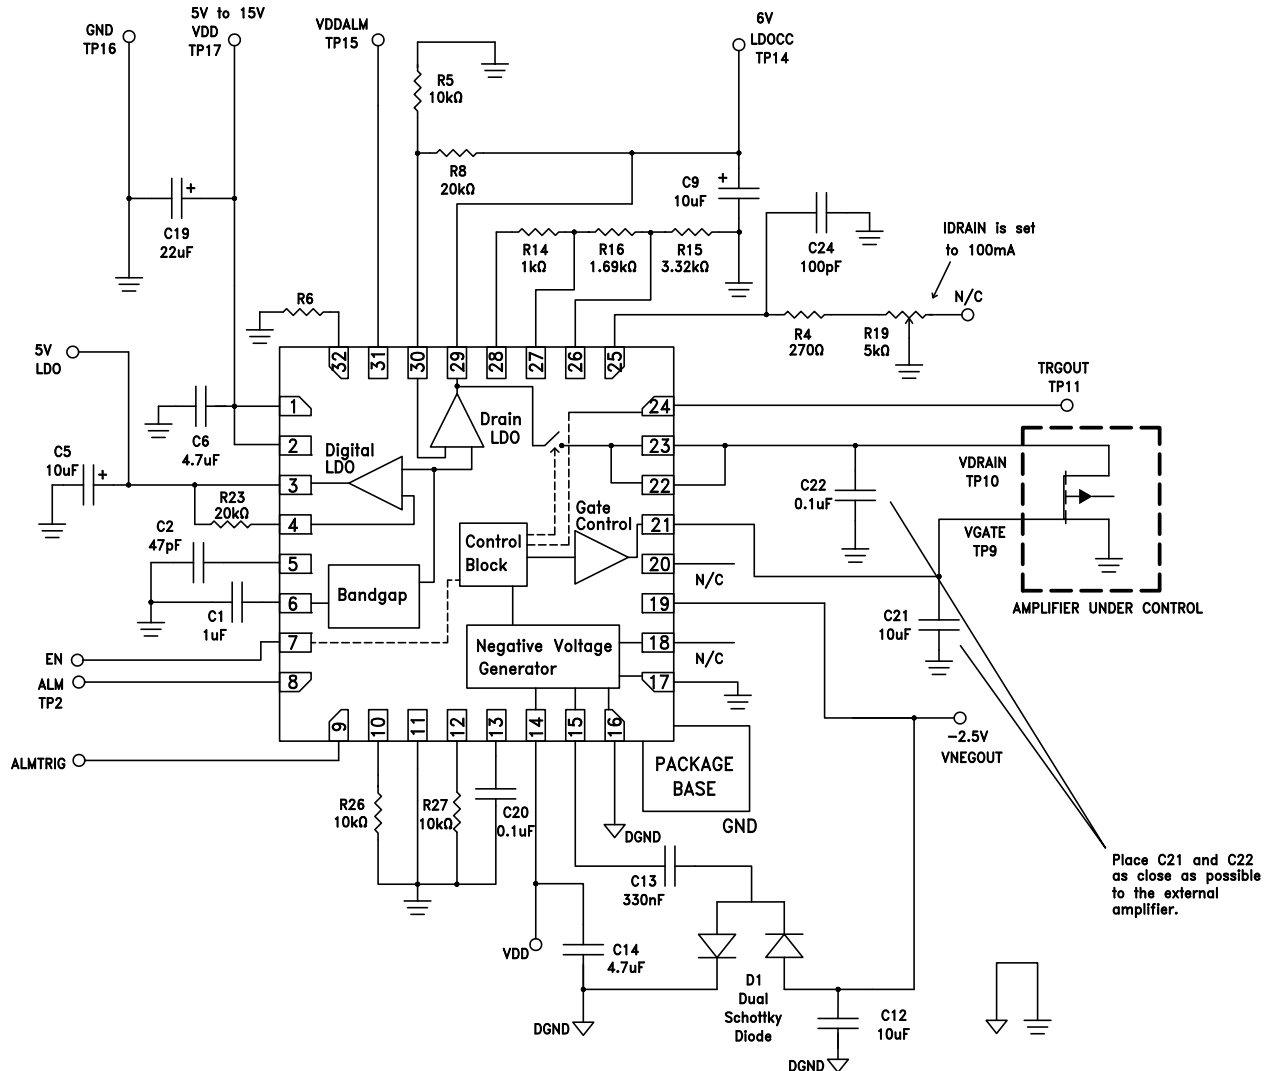 GND
TP16
5V to 15V
VDD
TP17
VDDALM
TP15
6V
LDOCC
TP14
R5
10kΩ
R8
20kΩ
C9
10uF
+
C19
22uF
+
R14
1kΩ
R16
1.69kΩ
R15
3.32kΩ
C24
100pF
IDRAIN is set
to 100mA
N/C
R6
R4
270Ω
R19
5kΩ
5V
LDO
32
31
30
29
28
27
26
25
TRGOUT
TP11
1
2
3
4
5
6
7
8
24
23
22
21
20
19
18
17
C6
4.7uF
C5
10uF
+
R23
20kΩ
C2
47pF
C1
1uF
Digital
LDO
Drain
LDO
Gate
Control
Control
Block
Bandgap
Negative Voltage
Generator
N/C
N/C
C22
0.1uF
VDRAIN
TP10
VGATE
TP9
AMPLIFIER UNDER CONTROL
C21
10uF
EN
ALM
TP2
ALMTRIG
9
10
11
12
13
14
15
16
-2.5V
VNEGOUT
PACKAGE
BASE
GND
R26
10kΩ
R27
10kΩ
C20
0.1uF
DGND
C13
330nF
Place C21 and C22
as close as possible
to the external
amplifier.
VDD
C14
4.7uF
DGND
D1
Dual
Schottky
Diode
C12
10uF
DGND